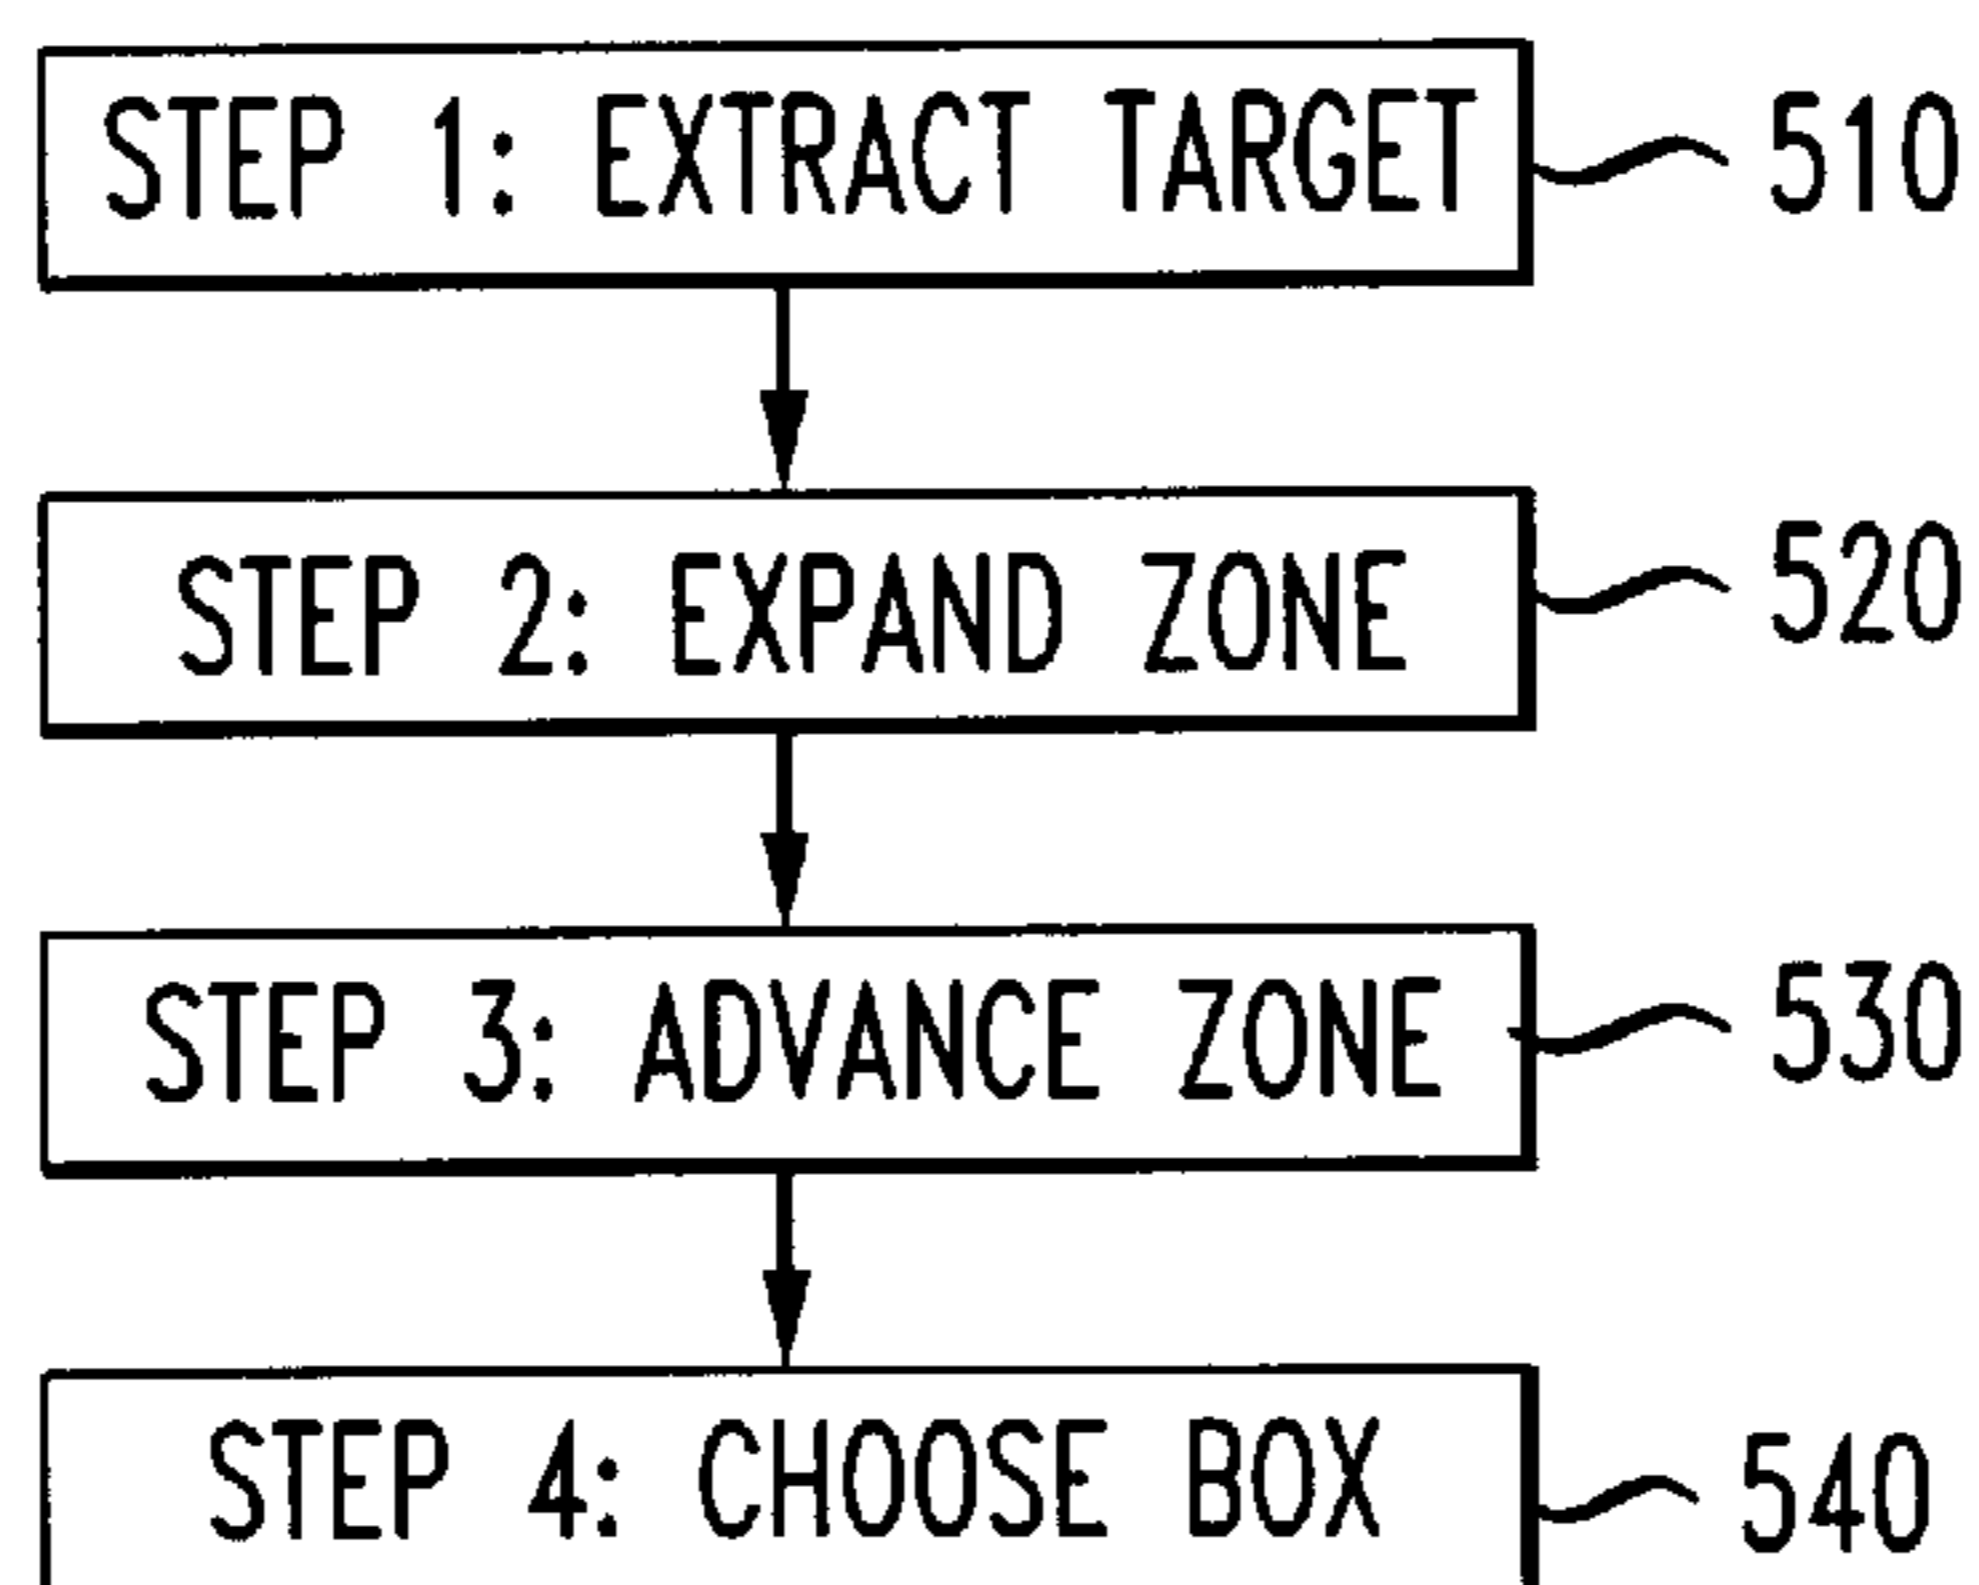 STEP 1: EXTRACT TARGET 510
STEP 2: EXPAND ZONE 520
STEP 3: ADVANCE ZONE 530
STEP 4: CHOOSE BOX 540